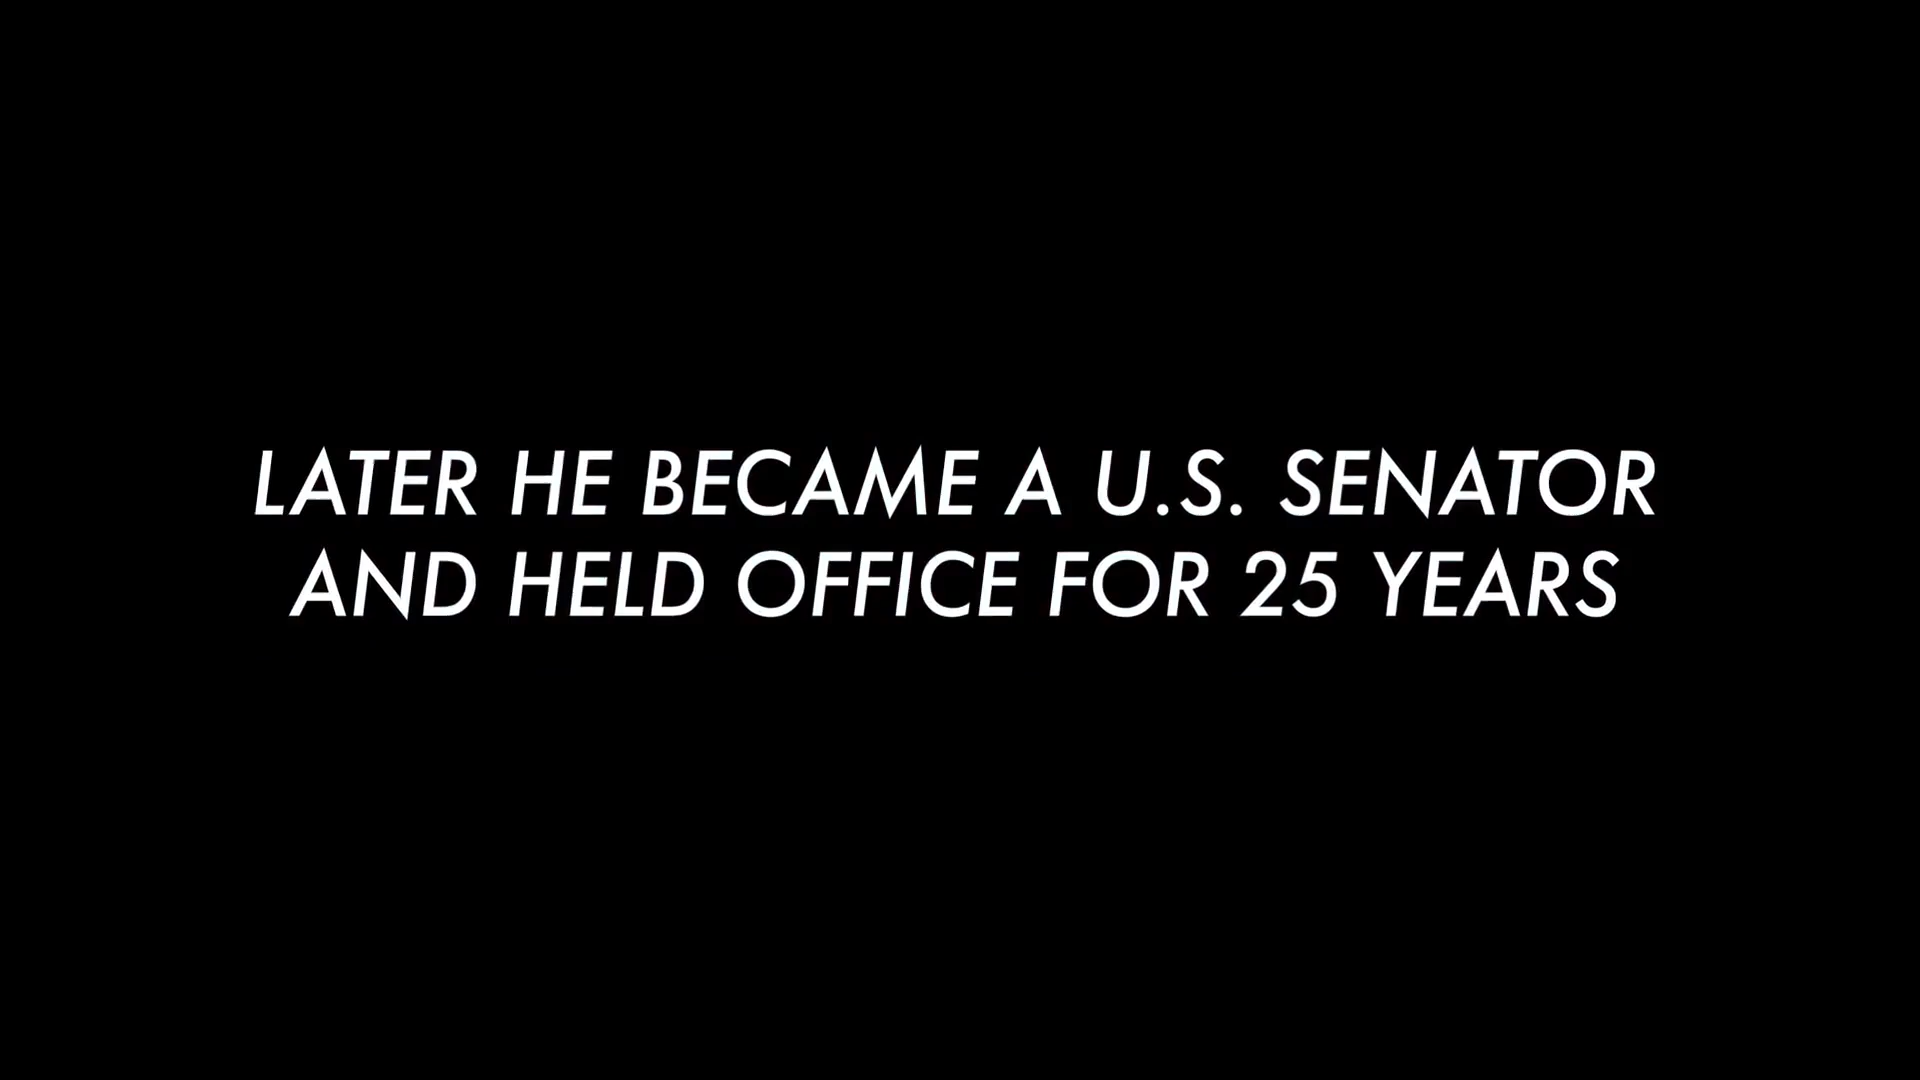 LATER HE BECAME A U.S. SENATOR
AND HELD OFFICE FOR 25 YEARS